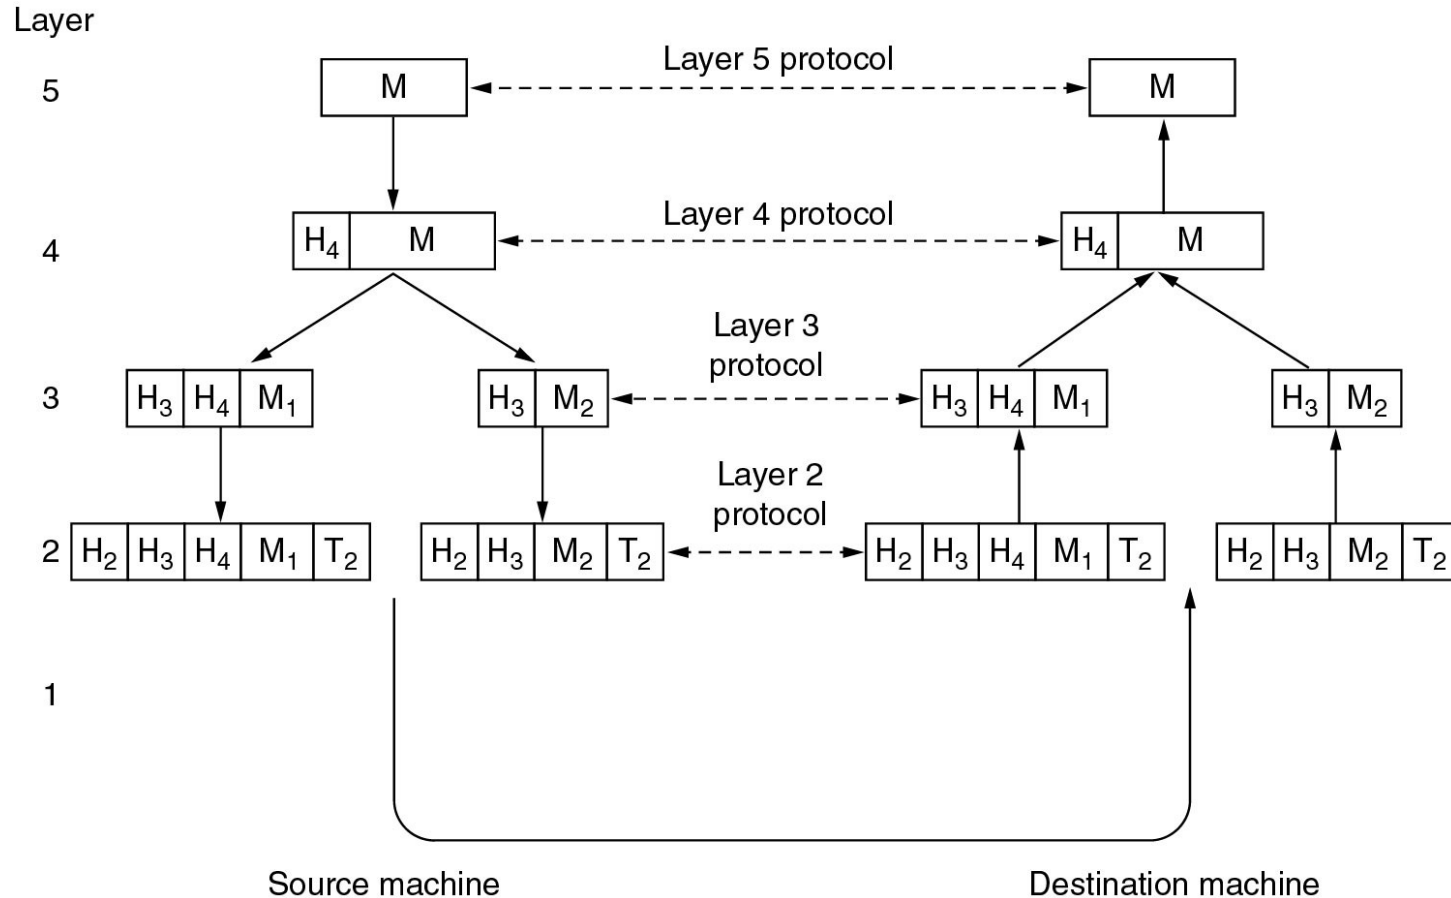 Layer
5 M Layer 5 protocol M
4 H₄ M Layer 4 protocol H₄ M
Layer 3
protocol
3 H₃ H₄ M₁ H₃ M₂ H₃ H₄ M₁ H₃ M₂
Layer 2
protocol
2 H₂ H₃ H₄ M₁ T₂ H₂ H₃ M₂ T₂ H₂ H₃ H₄ M₁ T₂ H₂ H₃ M₂ T₂
1
Source machine Destination machine